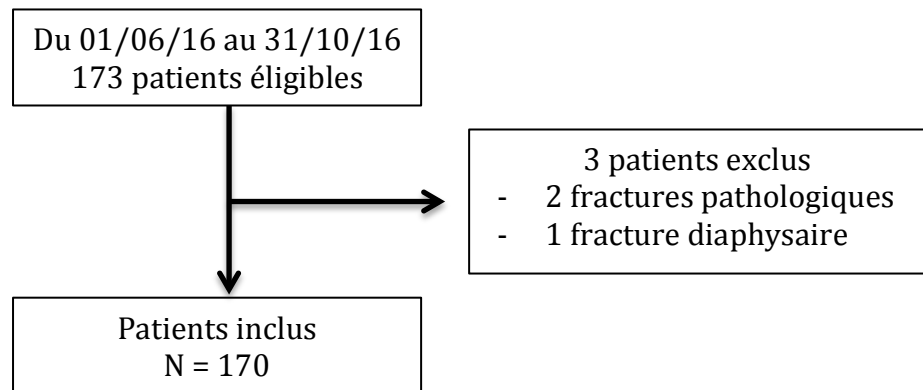 Du 01/06/16 au 31/10/16
173 patients éligibles
3 patients exclus
- 2 fractures pathologiques
- 1 fracture diaphysaire
Patients inclus
N = 170